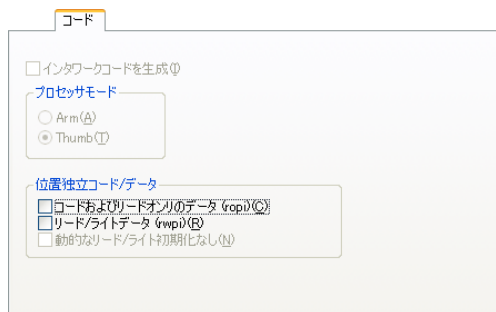 コード
インタワークコードを生成(I)
プロセッサモード
Arm(A)
Thumb(T)
位置独立コード/データ
コードおよびリードオンリのデータ (ropi)(C)
リード/ライトデータ (rwpi)(R)
動的なリード/ライト初期化なし(N)